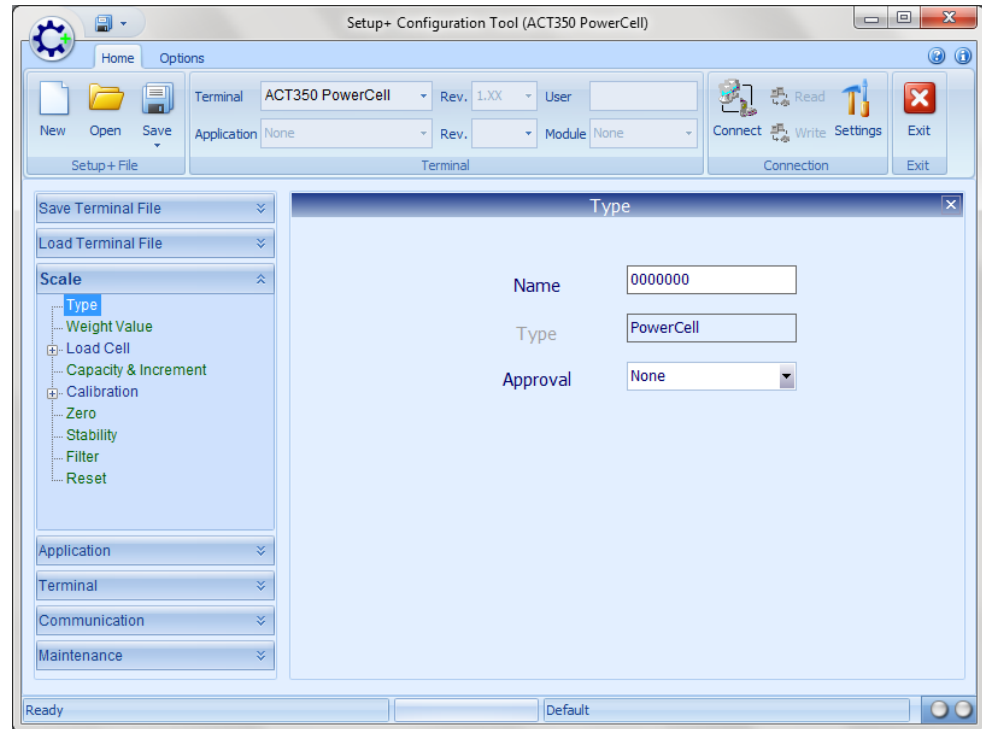 Setup+ Configuration Tool (ACT350 PowerCell)
Home Options
Terminal ACT350 PowerCell Rev. 1.XX User
New Open Save Application None Rev. Module None Connect Read Write Settings Exit
Setup+ File Terminal Connection Exit
Save Terminal File
Load Terminal File
Scale
Type
Weight Value
Load Cell
Capacity & Increment
Calibration
Zero
Stability
Filter
Reset
Application
Terminal
Communication
Maintenance
Type
Name 0000000
Type PowerCell
Approval None
Ready Default